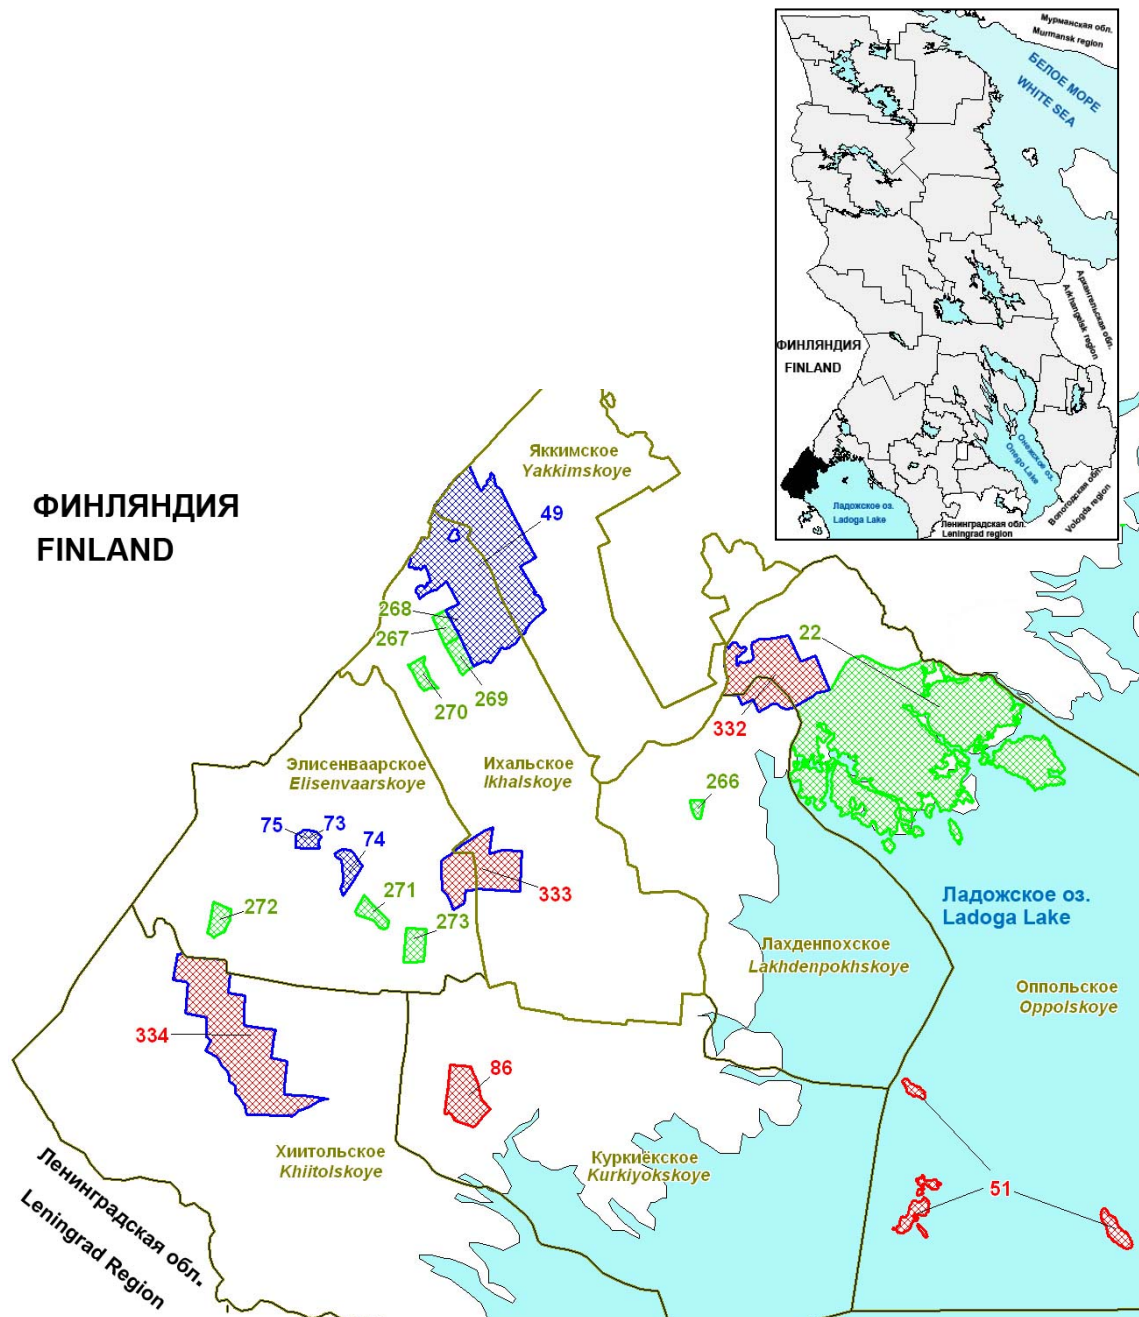 Мурманская обл.
Murmansk region
БЕЛОЕ МОРЕ
WHITE SEA
Архангельская обл.
Arkhangelsk region
ФИНЛЯНДИЯ
FINLAND
Онежское оз.
Onego Lake
Вологодская обл.
Vologda region
Ладожское оз.
Ladoga Lake
Ленинградская обл.
Leningrad region
ФИНЛЯНДИЯ
FINLAND
Яккимское
Yakkimskoye
49
268
267
22
270
269
332
Элисенваарское
Elisenvaarskoye
Ихальское
Ikhalskoye
266
75
73
74
271
333
272
273
Ладожское оз.
Ladoga Lake
Лахденпохское
Lakhdenpokhskoye
Оппольское
Oppolskoye
334
86
Хиитольское
Khiitolskoye
Куркиёкское
Kurkiyokskoye
51
Ленинградская обл.
Leningrad Region